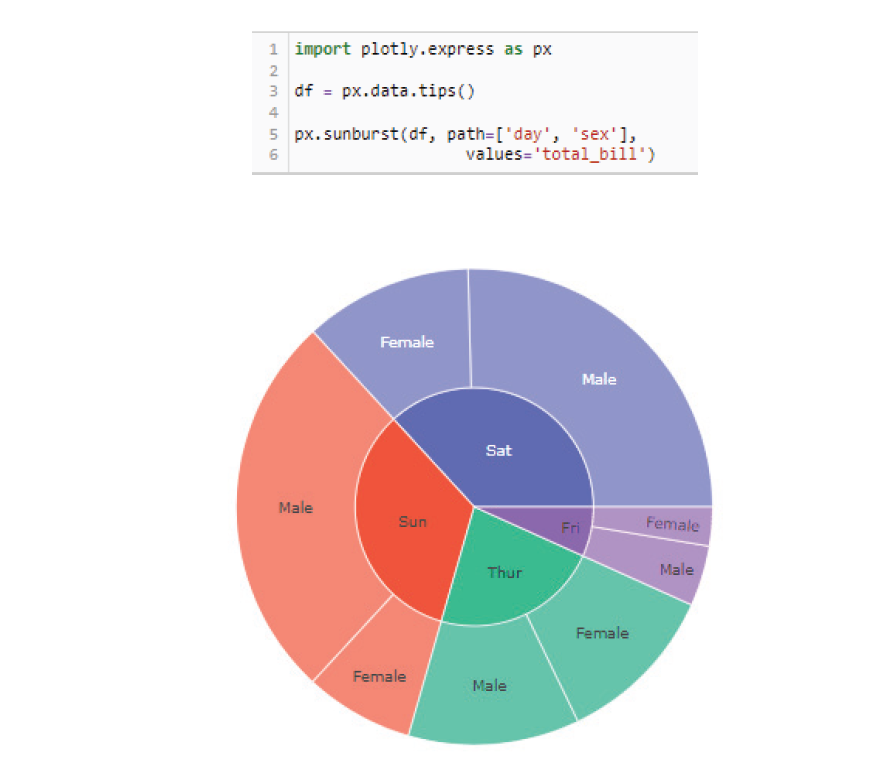 1 import plotly.express as px
2
3 df = px.data.tips()
4
5 px.sunburst(df, path=['day', 'sex'],
6                   values='total_bill')
Female
Male
Sat
Male
Sun
Fri
Female
Thur
Male
Female
Female
Male